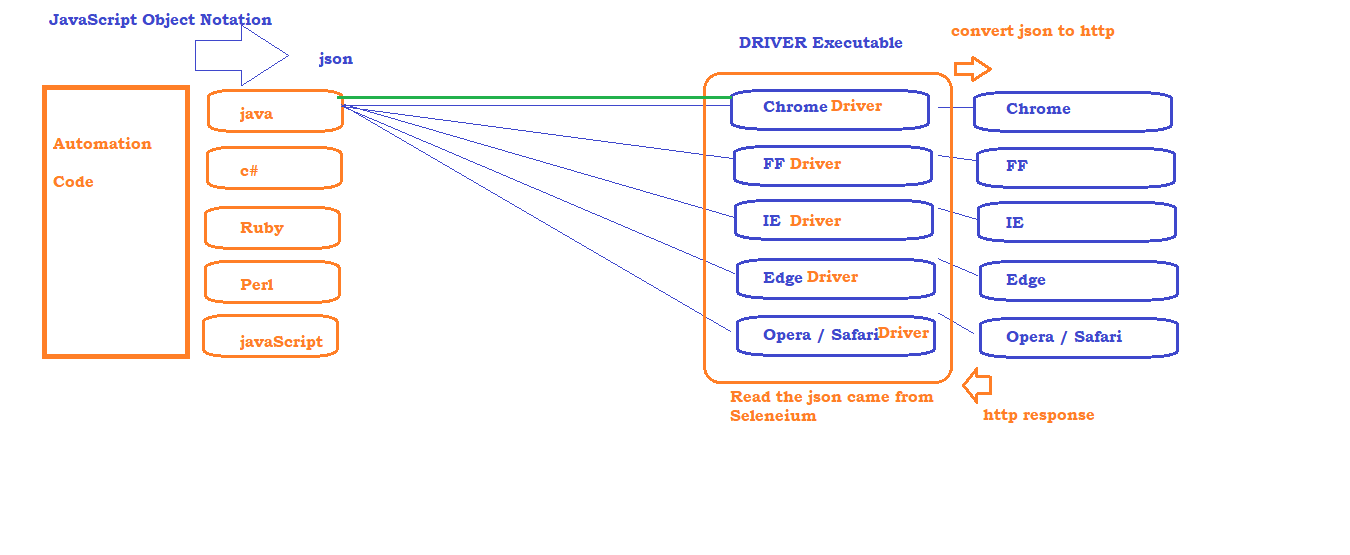 JavaScript Object Notation
json
DRIVER Executable
convert json to http
Automation
Code
java
c#
Ruby
Perl
javaScript
Chrome Driver
FF Driver
IE Driver
Edge Driver
Opera / Safari Driver
Chrome
FF
IE
Edge
Opera / Safari
Read the json came from
Seleneium
http response